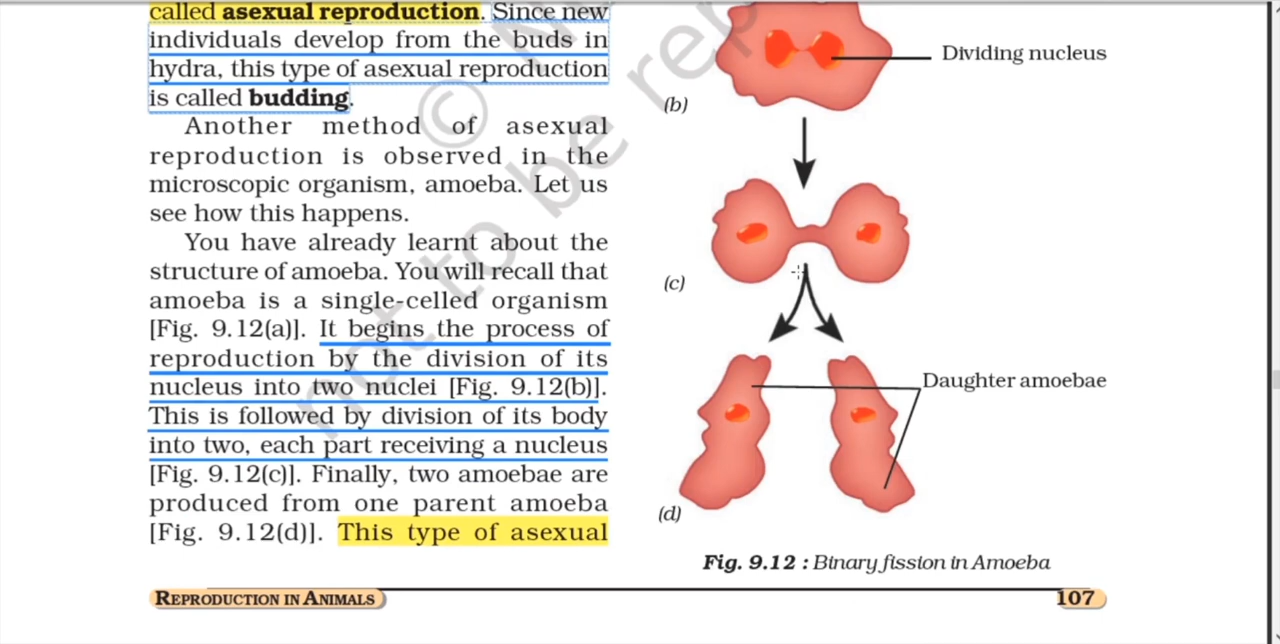 called asexual reproduction. Since new
individuals develop from the buds in
hydra, this type of asexual reproduction
is called budding.
Another method of asexual
reproduction is observed in the
microscopic organism, amoeba. Let us
see how this happens.
You have already learnt about the
structure of amoeba. You will recall that
amoeba is a single-celled organism
[Fig. 9.12(a)]. It begins the process of
reproduction by the division of its
nucleus into two nuclei [Fig. 9.12(b)].
This is followed by division of its body
into two, each part receiving a nucleus
[Fig. 9.12(c)]. Finally, two amoebae are
produced from one parent amoeba
[Fig. 9.12(d)]. This type of asexual
Dividing nucleus
(b)
(c)
Daughter amoebae
(d)
Fig. 9.12 : Binary fission in Amoeba
REPRODUCTION IN ANIMALS
107
© N
not to be rep